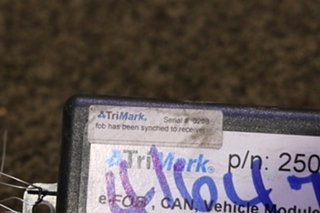 TriMark® Serial #
fob has been synched to receiver
TriMark® p/n: 250
e-FOB, CAN, Vehicle Module